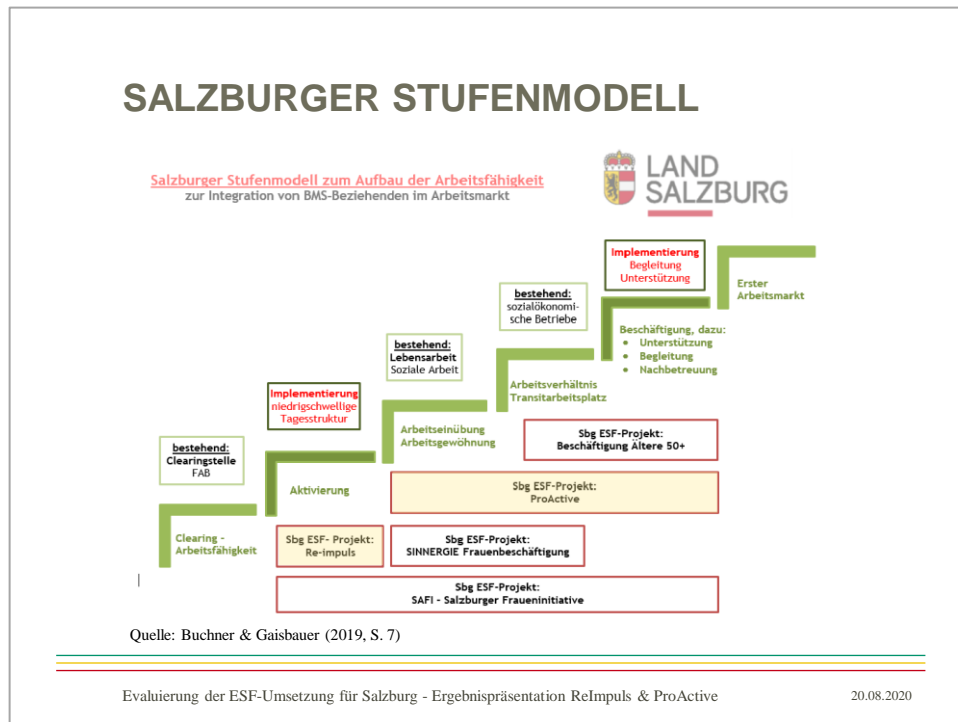 SALZBURGER STUFENMODELL
Salzburger Stufenmodell zum Aufbau der Arbeitsfähigkeit
zur Integration von BMS-Beziehenden im Arbeitsmarkt
LAND
SALZBURG
Implementierung
Begleitung
Unterstützung
Erster
Arbeitsmarkt
bestehend:
sozialökonomi-
sche Betriebe
Beschäftigung, dazu:
• Unterstützung
• Begleitung
• Nachbetreuung
bestehend:
Lebensarbeit
Soziale Arbeit
Arbeitsverhältnis
Transitarbeitsplatz
Implementierung
niedrigschwellige
Tagesstruktur
Arbeitseinübung
Arbeitsgewöhnung
Sbg ESF-Projekt:
Beschäftigung Ältere 50+
bestehend:
Clearingstelle
FAB
Aktivierung
Sbg ESF-Projekt:
ProActive
Clearing –
Arbeitsfähigkeit
Sbg ESF- Projekt:
Re-impuls
Sbg ESF-Projekt:
SINNERGIE Frauenbeschäftigung
Sbg ESF-Projekt:
SAFI – Salzburger Fraueninitiative
Quelle: Buchner & Gaisbauer (2019, S. 7)
Evaluierung der ESF-Umsetzung für Salzburg - Ergebnispräsentation ReImpuls & ProActive
20.08.2020